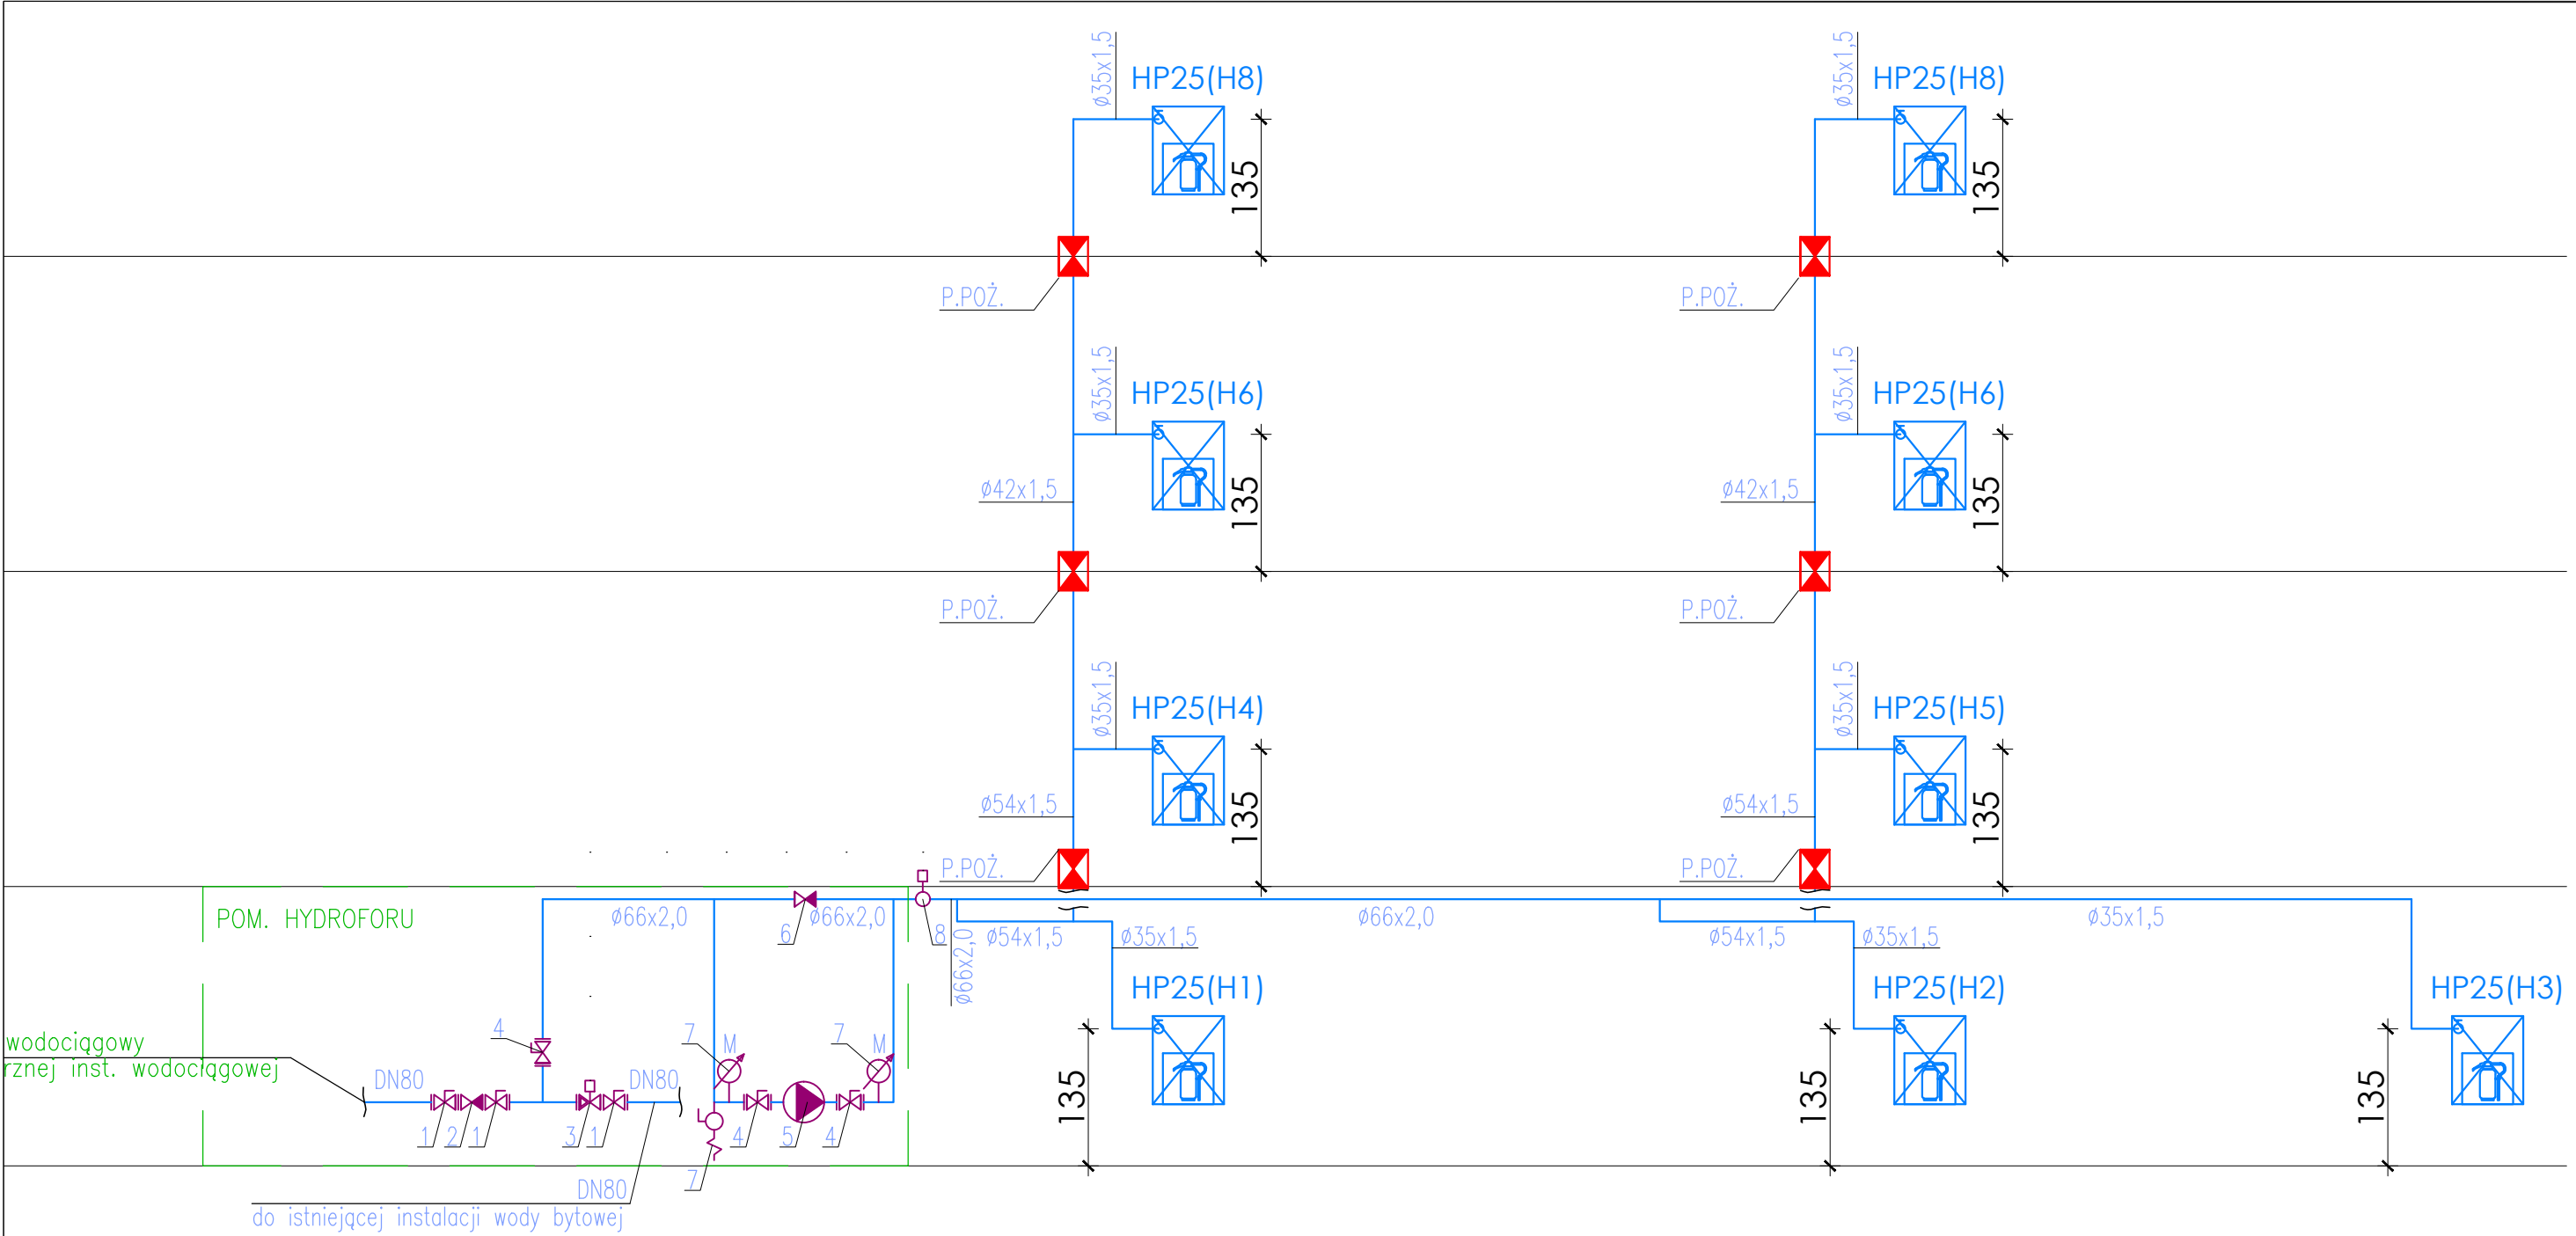 ø35x1,5
HP25(H8)
135
ø35x1,5
HP25(H8)
135
P.POŻ.
P.POŻ.
ø35x1,5
HP25(H6)
135
ø35x1,5
HP25(H6)
135
ø42x1,5
ø42x1,5
P.POŻ.
P.POŻ.
ø35x1,5
HP25(H4)
135
ø35x1,5
HP25(H5)
135
ø54x1,5
ø54x1,5
P.POŻ.
P.POŻ.
POM. HYDROFORU
ø66x2,0
6
ø66x2,0
8
ø66x2,0
ø54x1,5
ø35x1,5
ø66x2,0
ø54x1,5
ø35x1,5
ø35x1,5
HP25(H1)
135
HP25(H2)
135
HP25(H3)
135
wodociągowy
rznej inst. wodociągowej
4
7
M
7
M
DN80
DN80
1
2
1
3
1
4
5
4
7
DN80
do istniejącej instalacji wody bytowej